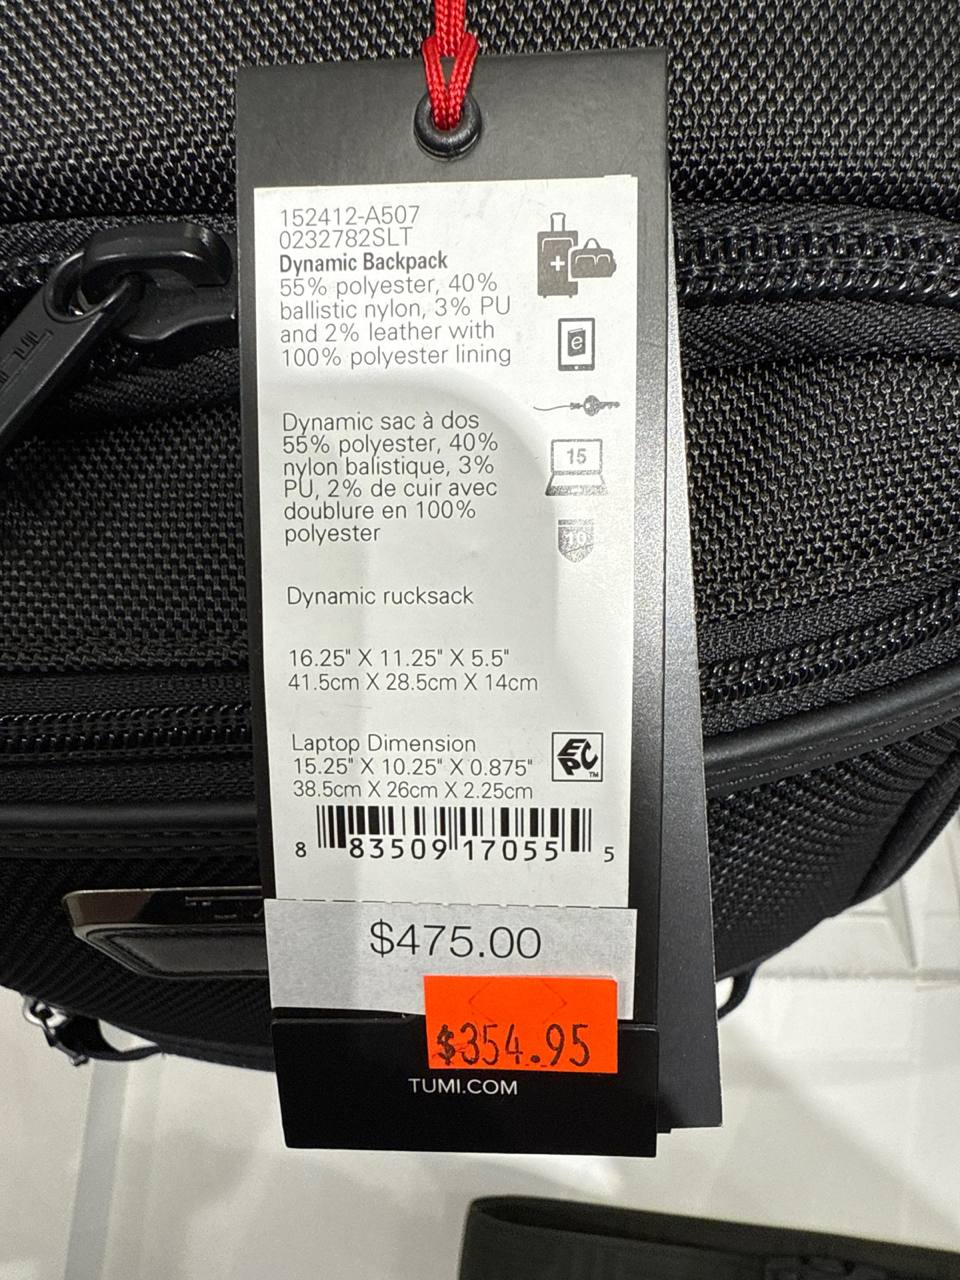 152412-A507
0232782SLT
Dynamic Backpack
55% polyester, 40%
ballistic nylon, 3% PU
and 2% leather with
100% polyester lining
e
Dynamic sac à dos
55% polyester, 40%
nylon balistique, 3%
PU, 2% de cuir avec
doublure en 100%
polyester
15
10
Dynamic rucksack
16.25" X 11.25" X 5.5"
41.5cm X 28.5cm X 14cm
Laptop Dimension
15.25" X 10.25" X 0.875"
38.5cm X 26cm X 2.25cm
EPC™
8 83509 17055 5
$475.00
$354.95
TUMI.COM